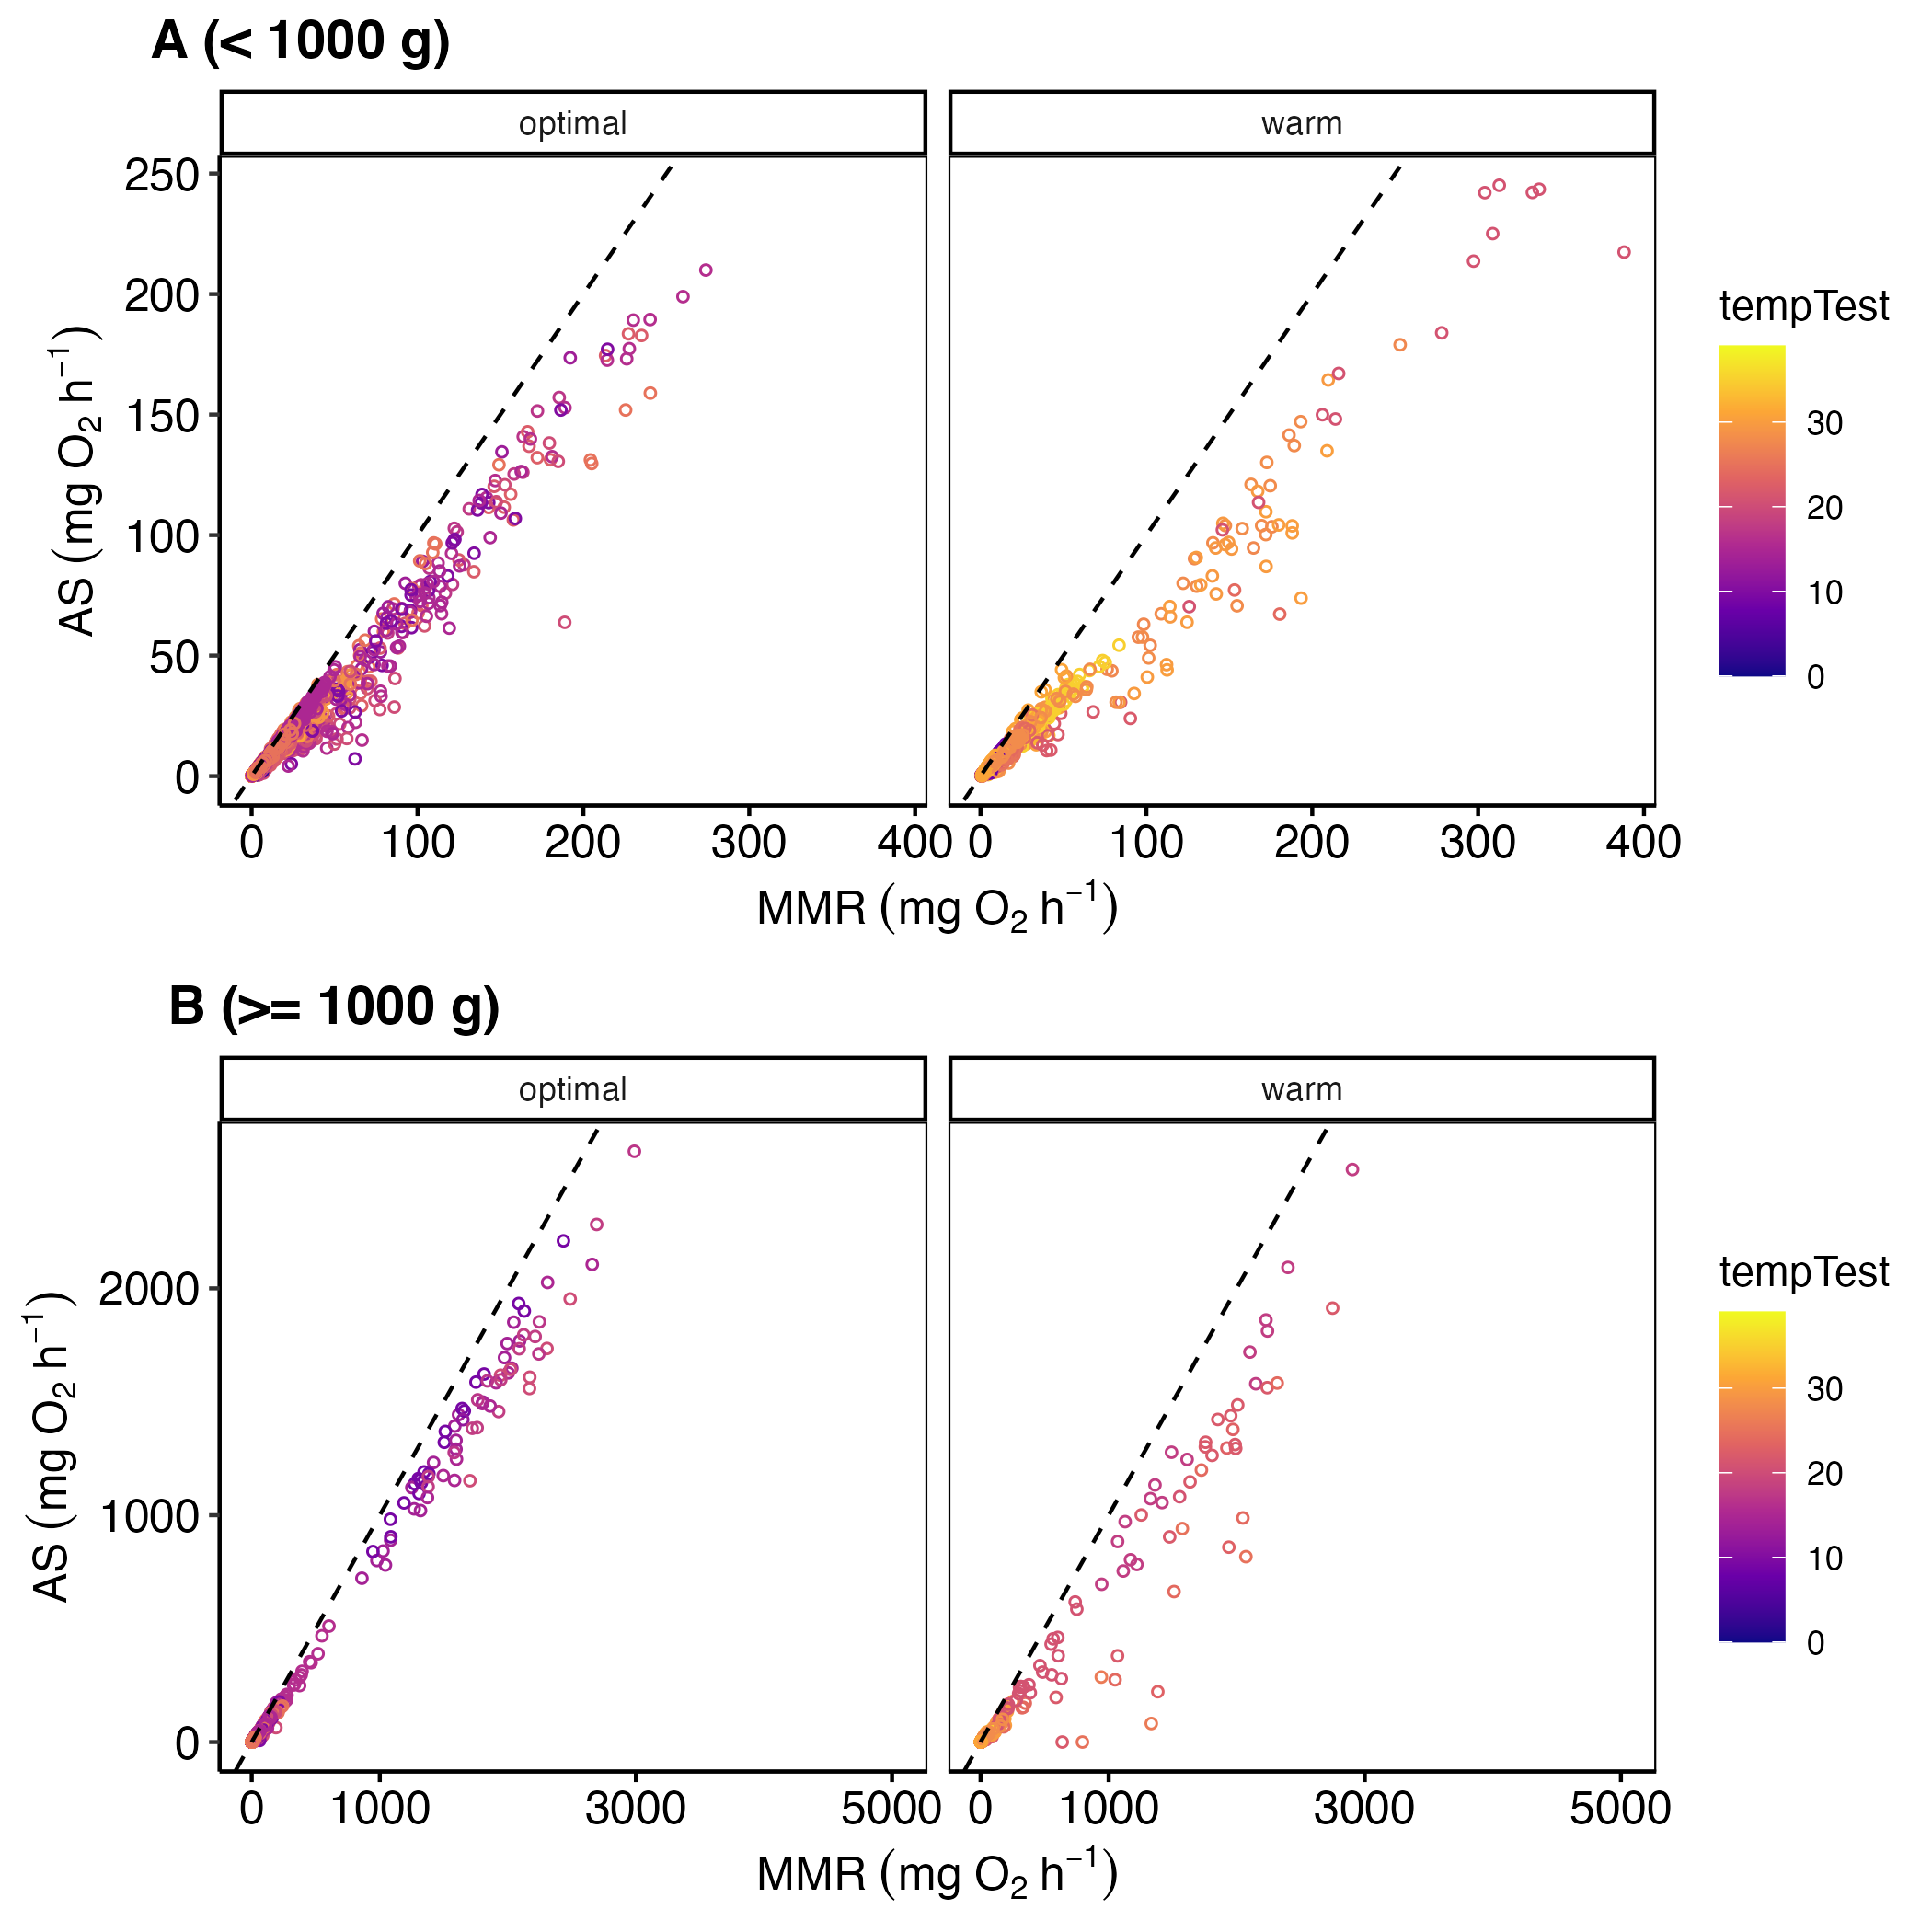 A (< 1000 g)
optimal warm
250
200
150
100
50
0
AS (mg O₂ h⁻¹)
0 100 200 300 400 0 100 200 300 400
MMR (mg O₂ h⁻¹)
tempTest
30
20
10
0
B (>= 1000 g)
optimal warm
2000
1000
0
AS (mg O₂ h⁻¹)
0 1000 3000 5000 0 1000 3000 5000
MMR (mg O₂ h⁻¹)
tempTest
30
20
10
0